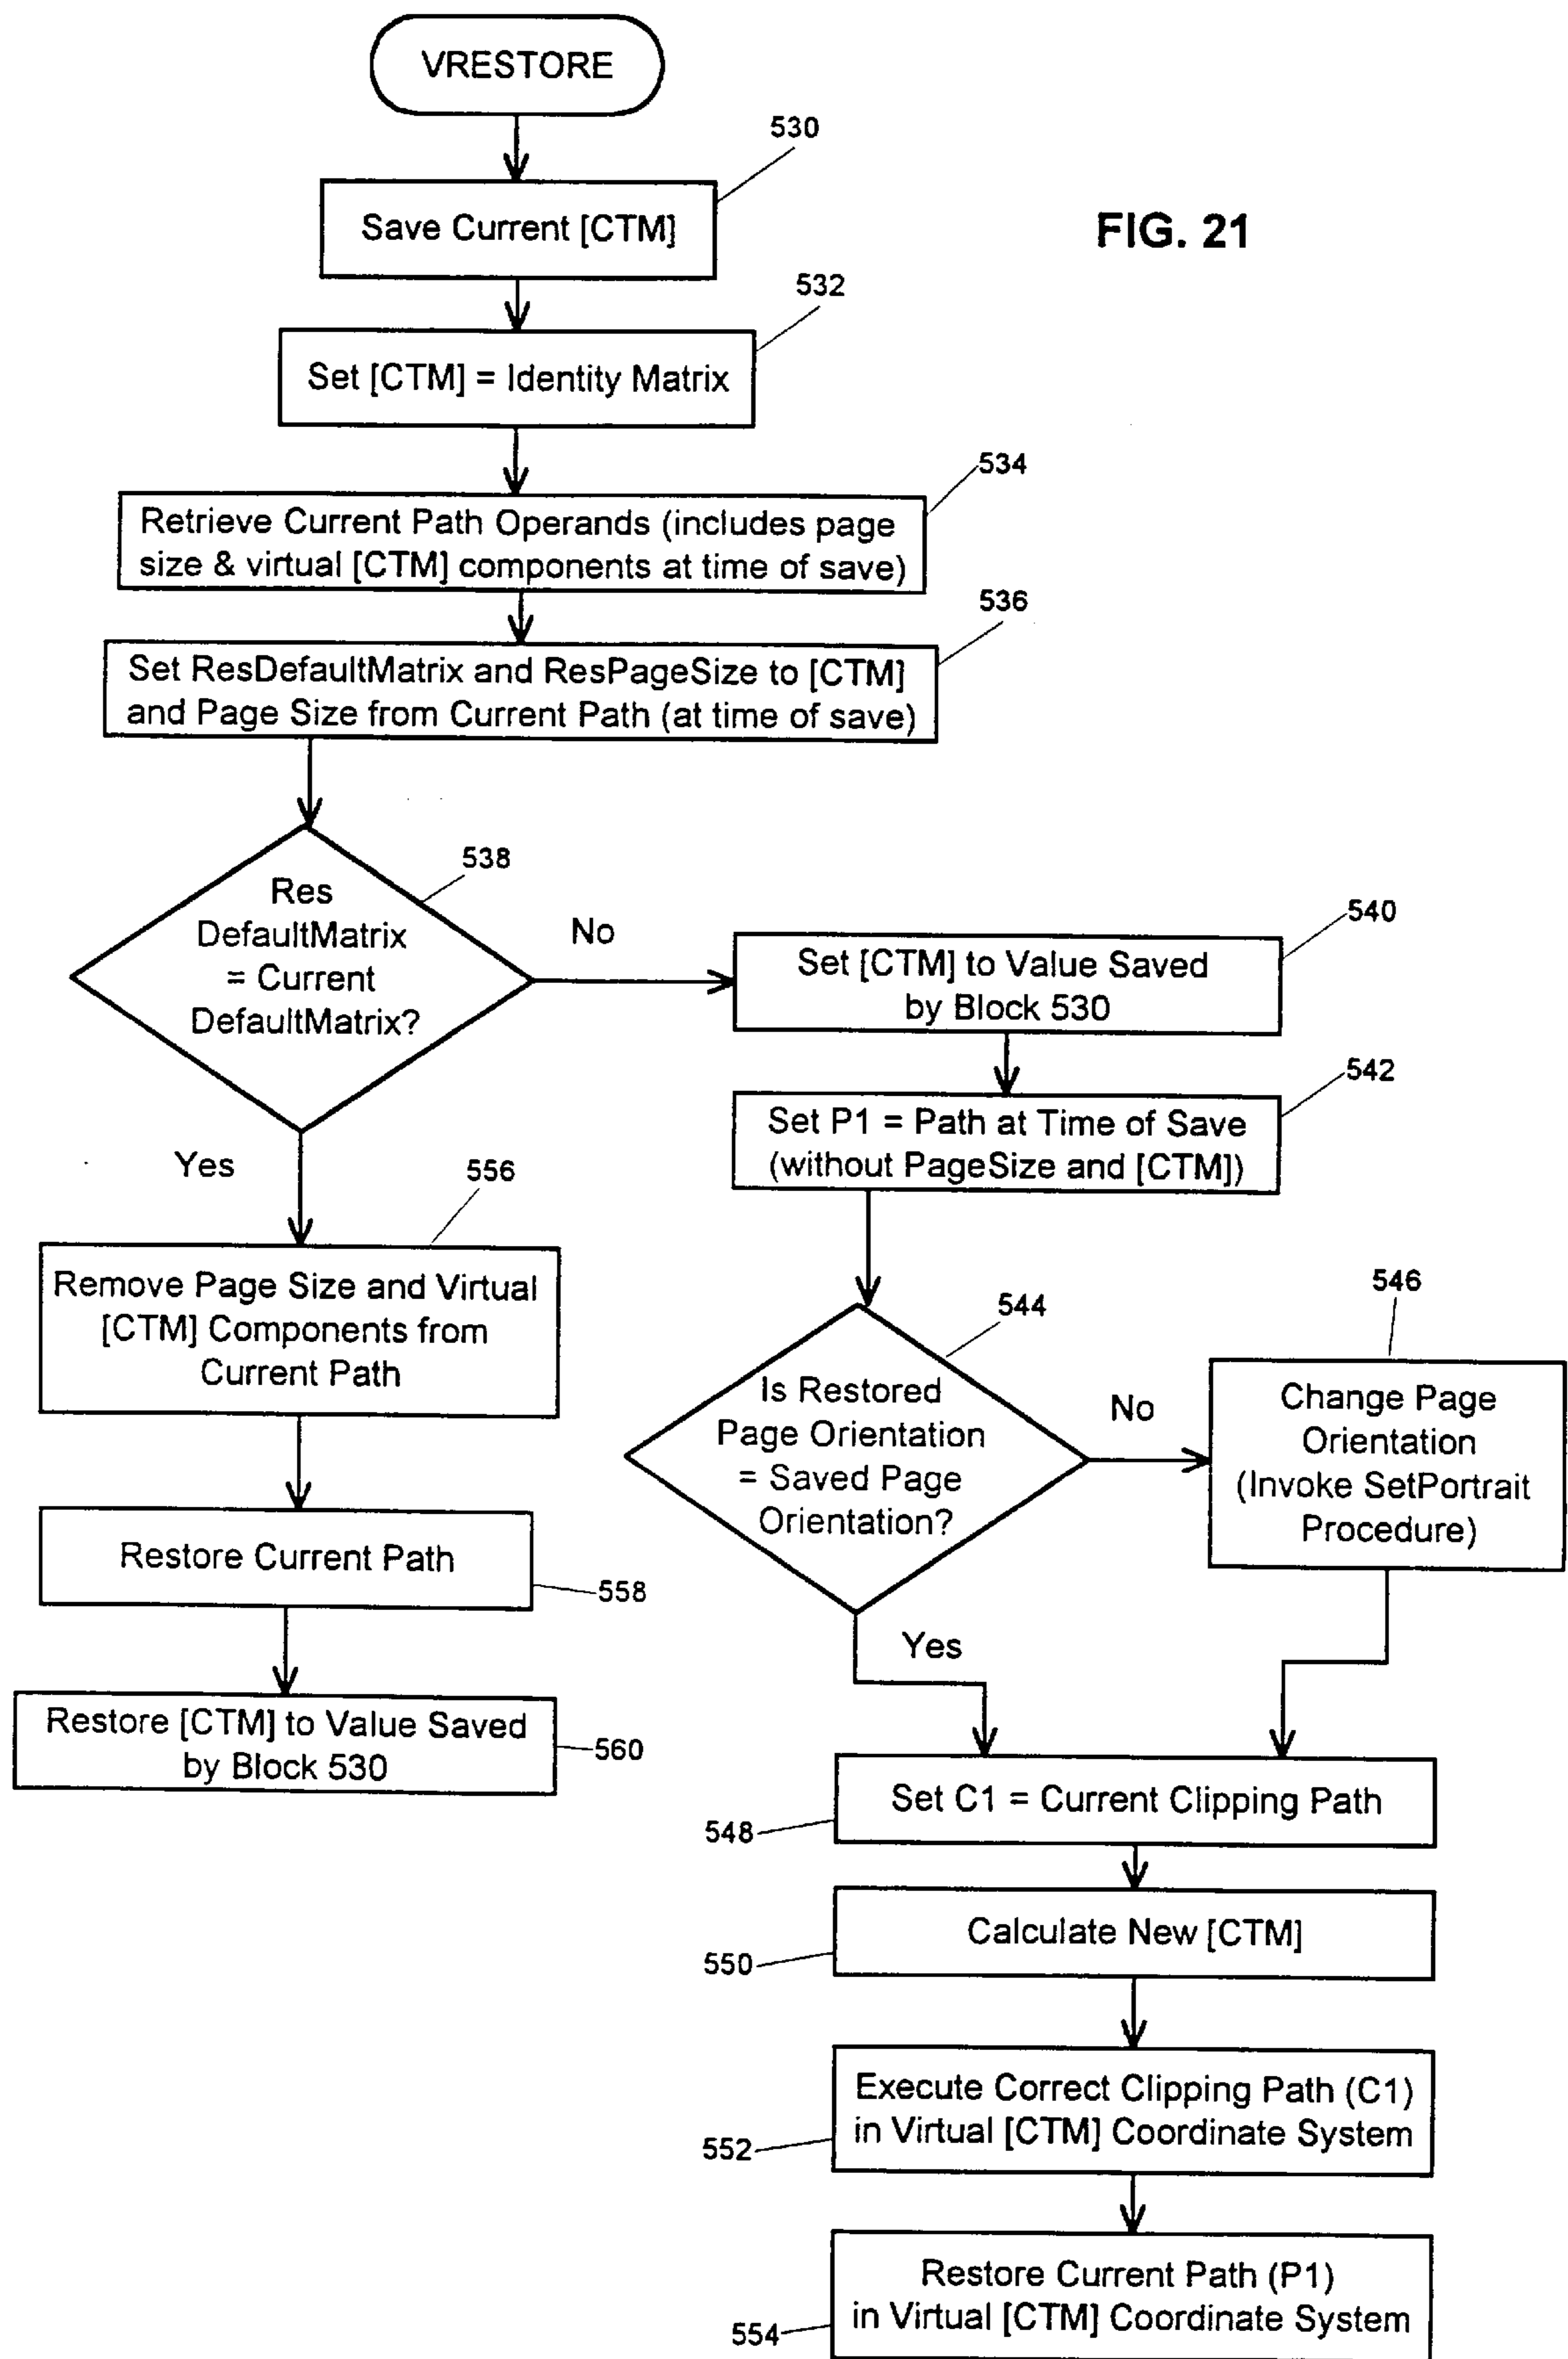 VRESTORE
530
Save Current [CTM]
FIG. 21
532
Set [CTM] = Identity Matrix
534
Retrieve Current Path Operands (includes page
size & virtual [CTM] components at time of save)
536
Set ResDefaultMatrix and ResPageSize to [CTM]
and Page Size from Current Path (at time of save)
538
Res
DefaultMatrix
= Current
DefaultMatrix?
No
540
Set [CTM] to Value Saved
by Block 530
542
Set P1 = Path at Time of Save
(without PageSize and [CTM])
Yes
556
Remove Page Size and Virtual
[CTM] Components from
Current Path
544
Is Restored
Page Orientation
= Saved Page
Orientation?
No
546
Change Page
Orientation
(Invoke SetPortrait
Procedure)
Restore Current Path
558
Yes
Restore [CTM] to Value Saved
by Block 530
560
Set C1 = Current Clipping Path
548
Calculate New [CTM]
550
Execute Correct Clipping Path (C1)
in Virtual [CTM] Coordinate System
552
Restore Current Path (P1)
in Virtual [CTM] Coordinate System
554